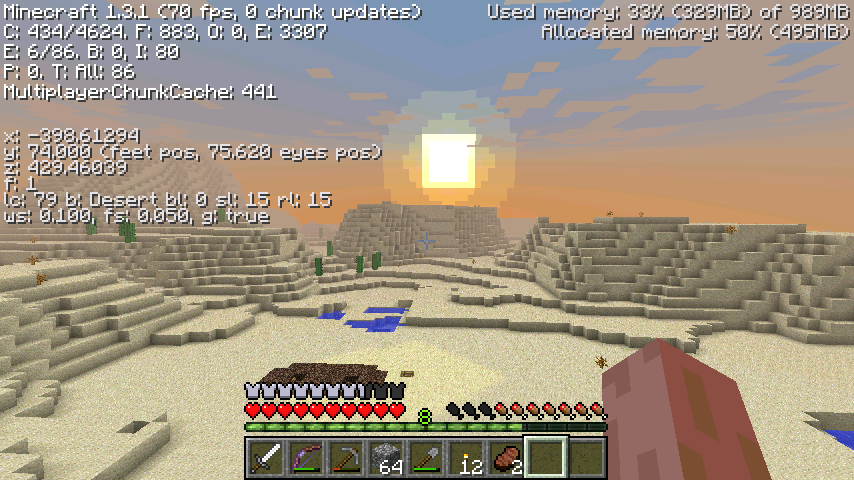 Minecraft 1.3.1 (70 fps, 0 chunk updates)
Used memory: 33% (329MB) of 989MB
C: 434/4624, F: 883, O: 0, E: 3307
Allocated memory: 50% (495MB)
E: 6/86, B: 0, I: 80
P: 0, T: All: 86
MultiplayerChunkCache: 441
x: -398.61294
y: 74.000 (feet pos, 75.620 eyes pos)
z: 429.46039
f: 1
lc: 79 b: Desert bl: 0 sl: 15 rl: 15
ws: 0.100, fs: 0.050, g: true
8
64
12
2